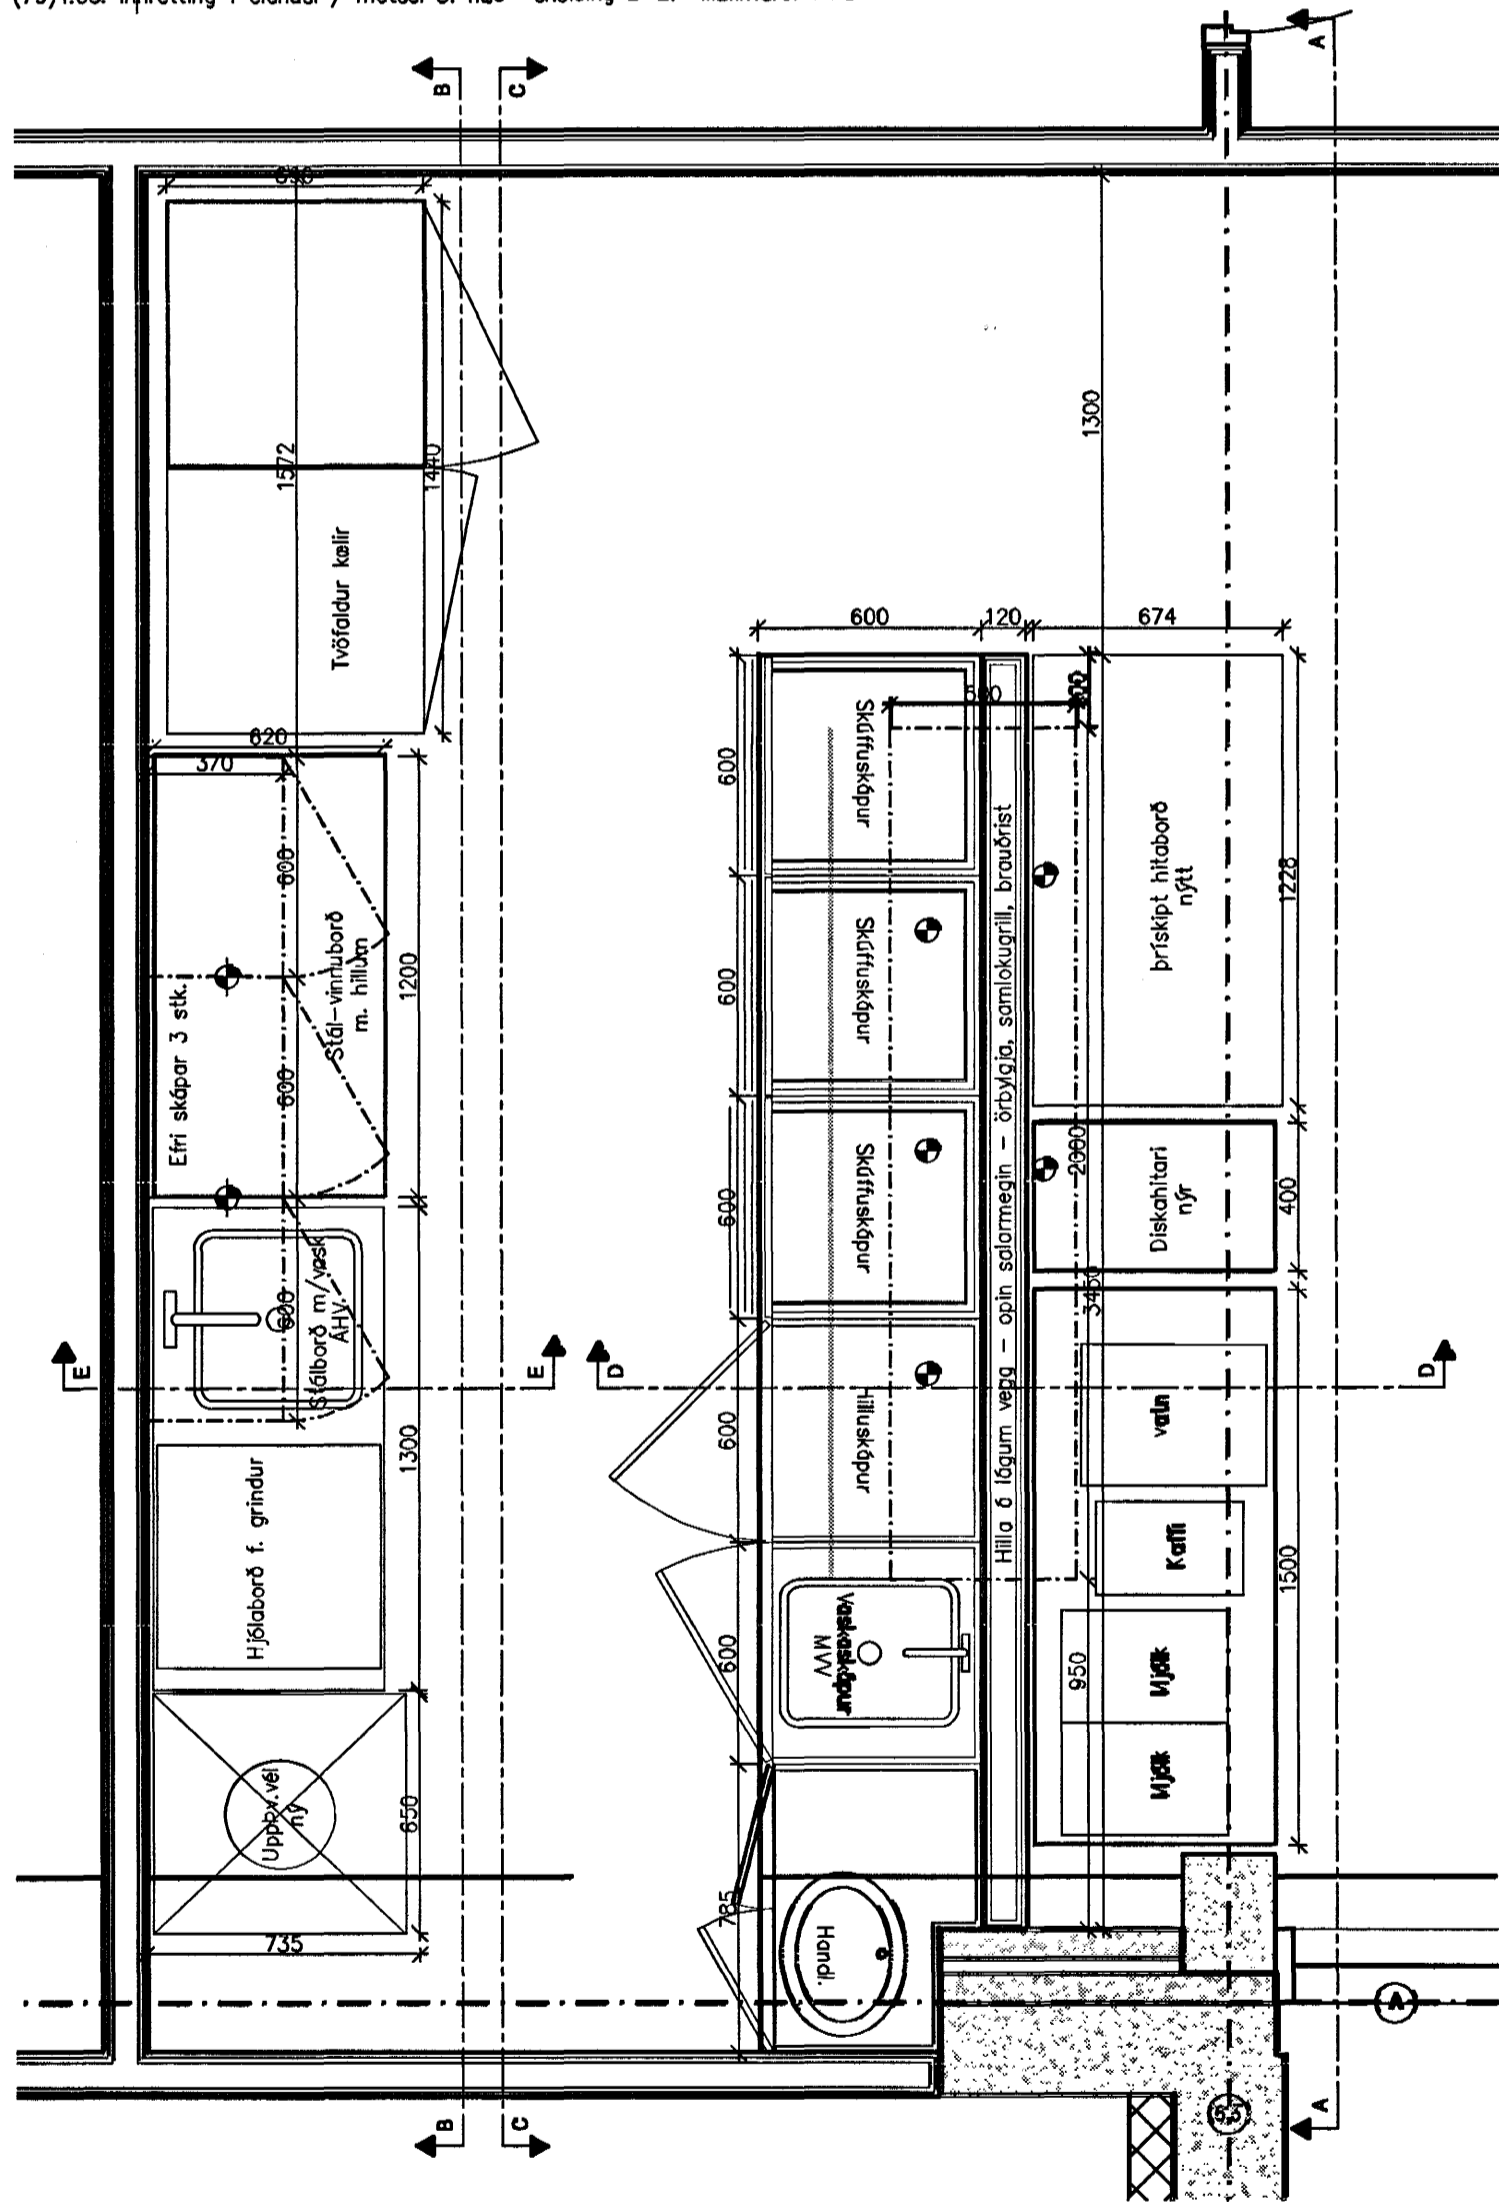 B
C
A
1572
1440
1300
Tvöfaldur kælir
620
370
600
120
674
600
Skúffuskápur
600
Stál-vinnuborð
m. hillum
1200
Efri skápar 3 stk.
600
600
Skúffuskápur
Hilla á lágum vegg - opin salarmegin - örbylgja, samlokugrill, brauðrist
Þrískipt hitaborð
nýtt
1228
600
Skúffuskápur
2000
Diskahitari
nýr
400
3450
Stálborð m/vask
ÁHV.
600
E
E
D
D
Hilluskápur
600
vatn
1300
Hjólaborð f. grindur
Kaffi
1500
600
Vaskaskápur
MW
950
Mjólk
Mjólk
Uppþv.vél
ný
650
735
785
Handl.
A
B
C
A